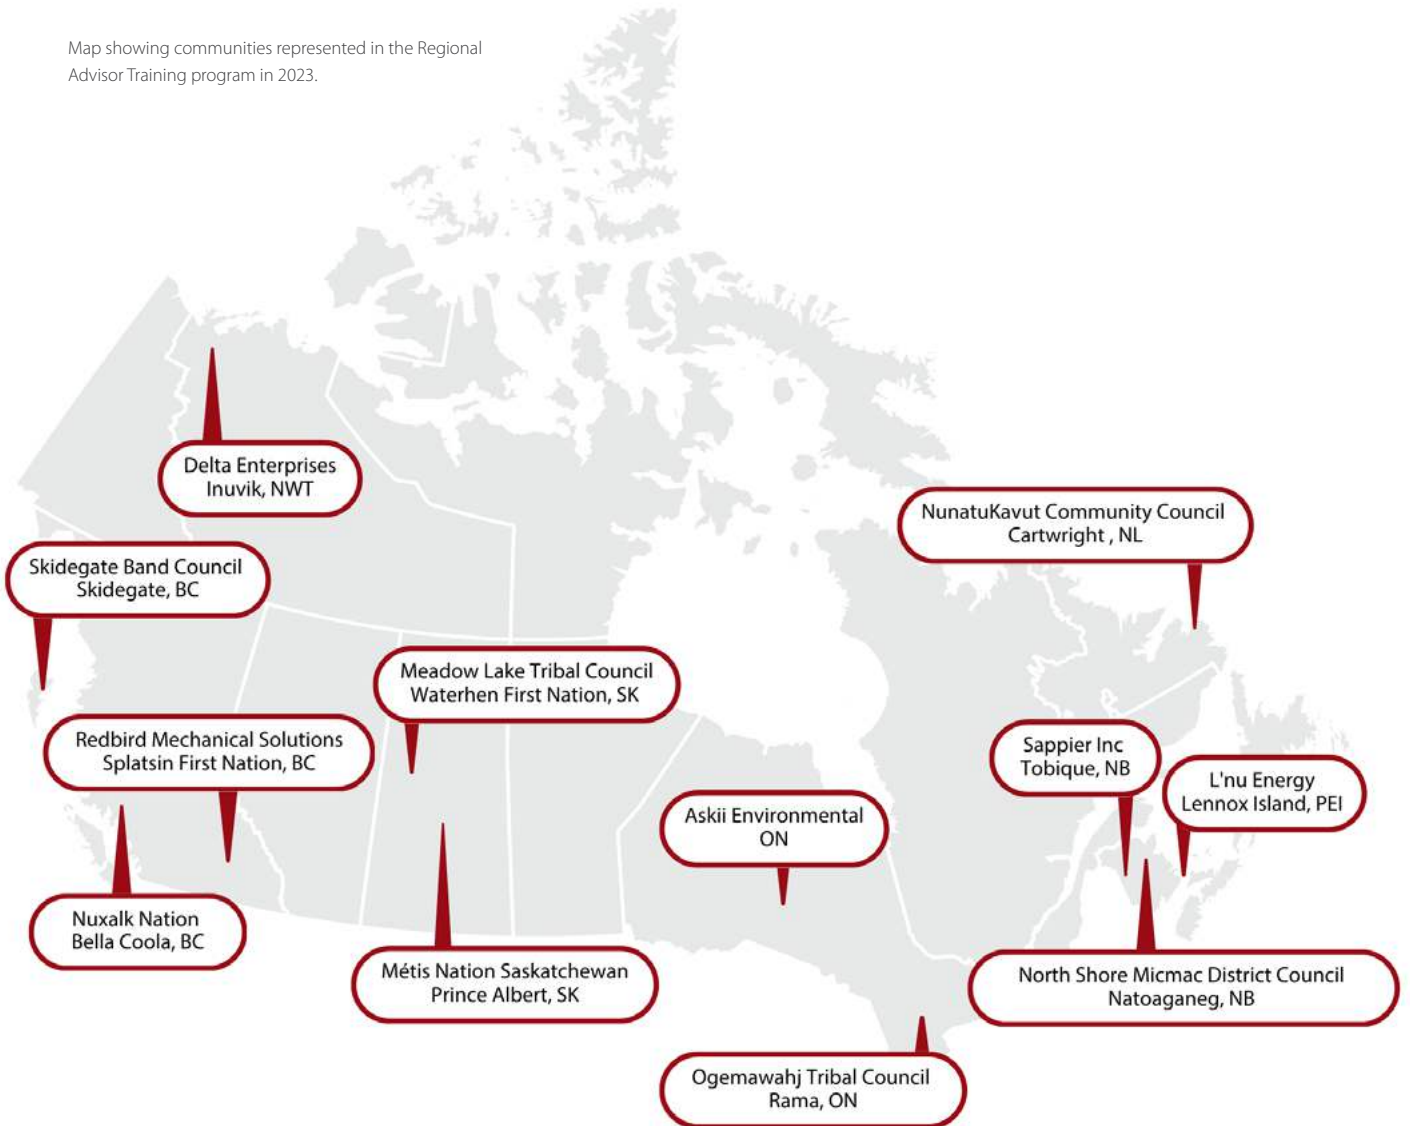 Map showing communities represented in the Regional
Advisor Training program in 2023.
Delta Enterprises
Inuvik, NWT
NunatuKavut Community Council
Cartwright , NL
Skidegate Band Council
Skidegate, BC
Meadow Lake Tribal Council
Waterhen First Nation, SK
Redbird Mechanical Solutions
Splatsin First Nation, BC
Sappier Inc
Tobique, NB
L'nu Energy
Lennox Island, PEI
Askii Environmental
ON
Nuxalk Nation
Bella Coola, BC
Métis Nation Saskatchewan
Prince Albert, SK
North Shore Micmac District Council
Natoaganeg, NB
Ogemawahj Tribal Council
Rama, ON